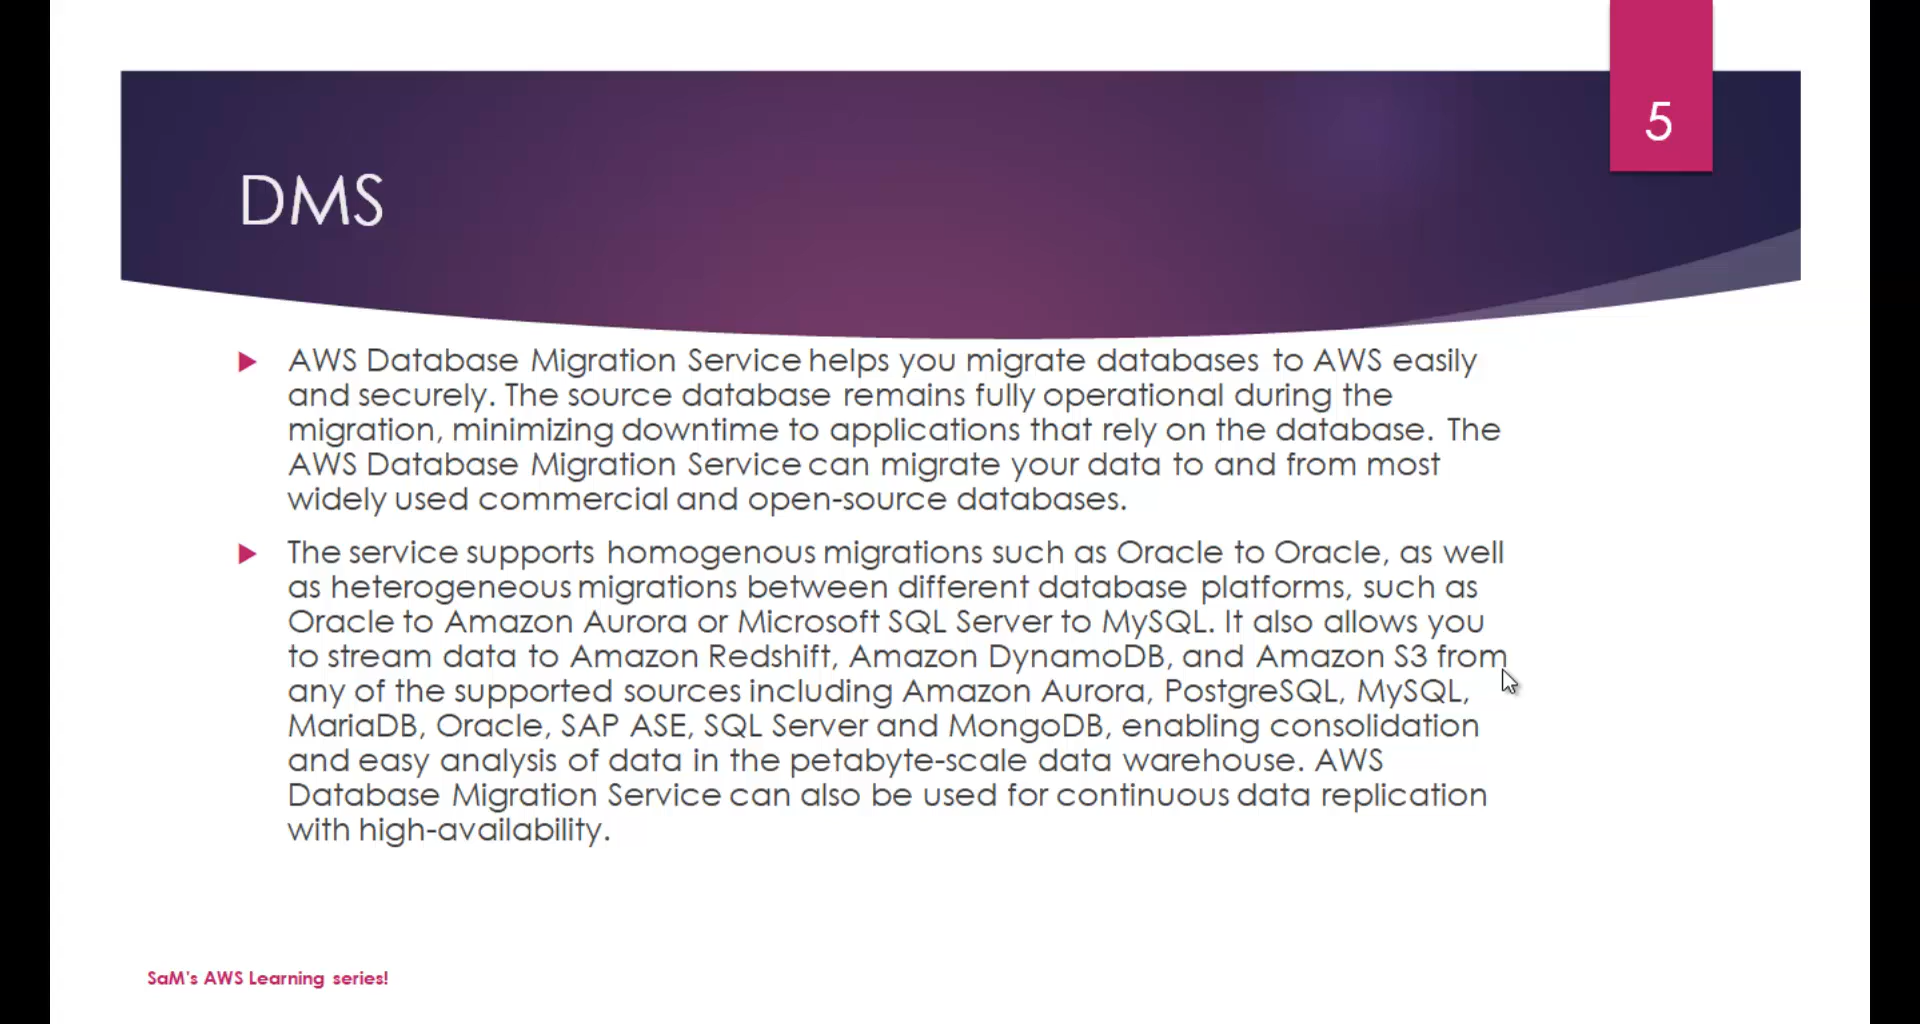 5
DMS
AWS Database Migration Service helps you migrate databases to AWS easily
and securely. The source database remains fully operational during the
migration, minimizing downtime to applications that rely on the database. The
AWS Database Migration Service can migrate your data to and from most
widely used commercial and open-source databases.
The service supports homogenous migrations such as Oracle to Oracle, as well
as heterogeneous migrations between different database platforms, such as
Oracle to Amazon Aurora or Microsoft SQL Server to MySQL. It also allows you
to stream data to Amazon Redshift, Amazon DynamoDB, and Amazon S3 from
any of the supported sources including Amazon Aurora, PostgreSQL, MySQL,
MariaDB, Oracle, SAP ASE, SQL Server and MongoDB, enabling consolidation
and easy analysis of data in the petabyte-scale data warehouse. AWS
Database Migration Service can also be used for continuous data replication
with high-availability.
SaM's AWS Learning series!